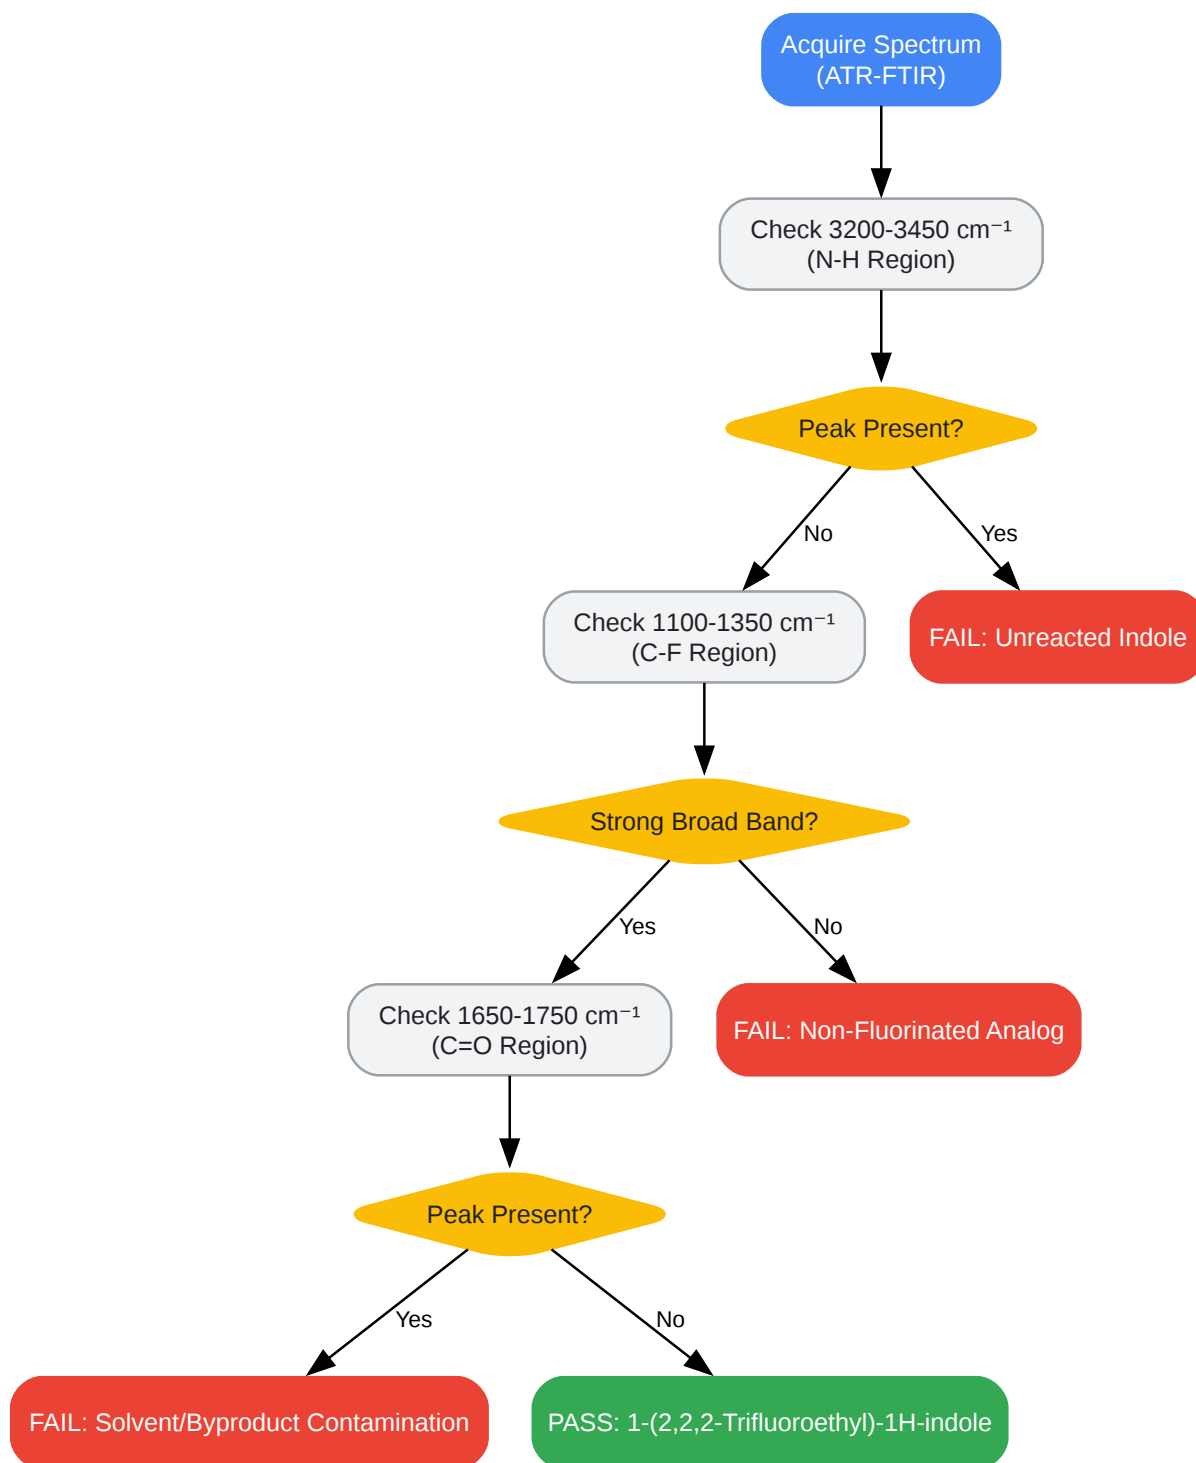 Acquire Spectrum
(ATR-FTIR)
Check 3200-3450 cm⁻¹
(N-H Region)
Peak Present?
No
Yes
Check 1100-1350 cm⁻¹
(C-F Region)
FAIL: Unreacted Indole
Strong Broad Band?
Yes
No
Check 1650-1750 cm⁻¹
(C=O Region)
FAIL: Non-Fluorinated Analog
Peak Present?
Yes
No
FAIL: Solvent/Byproduct Contamination
PASS: 1-(2,2,2-Trifluoroethyl)-1H-indole